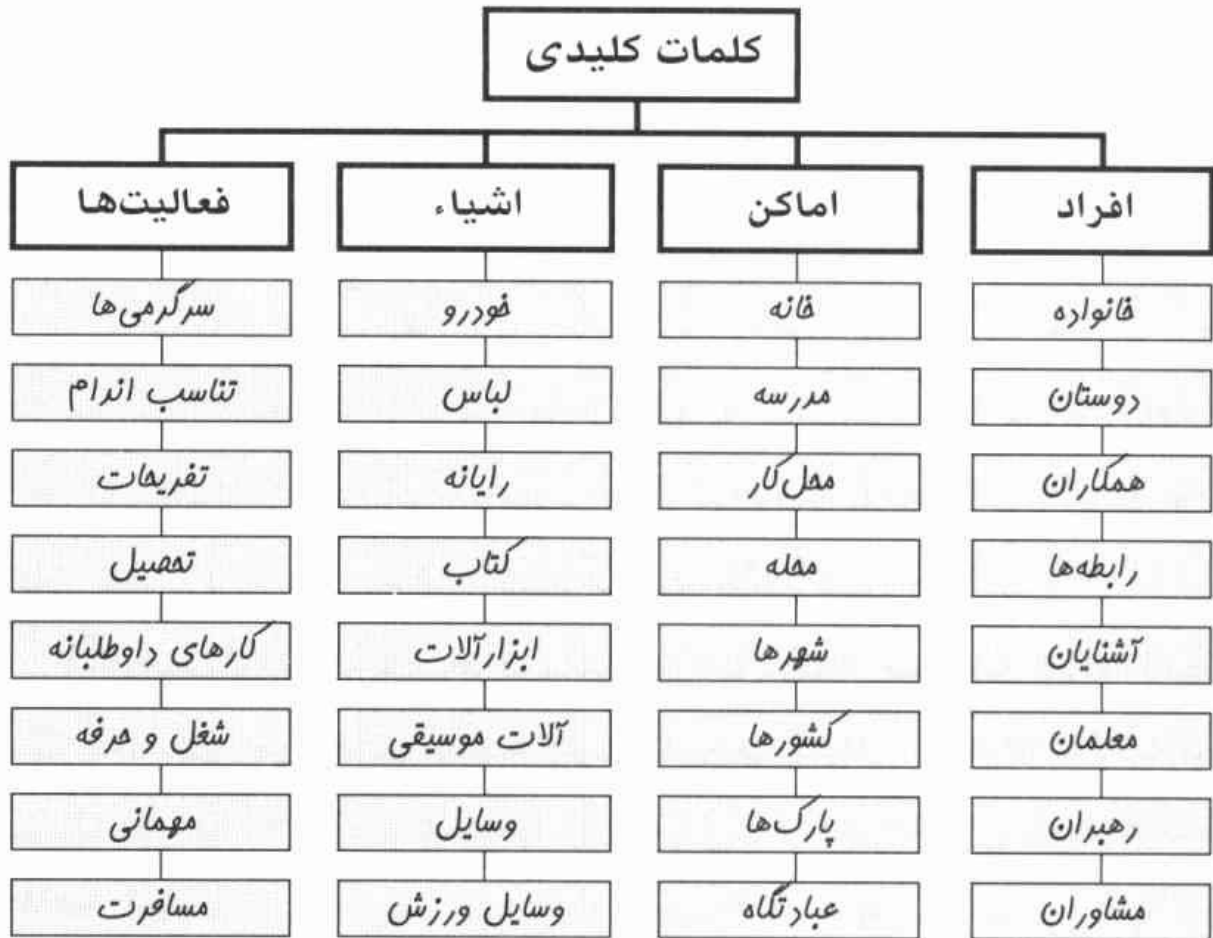 کلمات کلیدی
افراد
اماکن
اشیاء
فعالیت‌ها
خانواده
خانه
خودرو
سرگرمی‌ها
دوستان
مدرسه
لباس
تناسب اندام
همکاران
محل کار
رایانه
تفریحات
رابطه‌ها
محله
کتاب
تحصیل
آشنایان
شهرها
ابزارآلات
کارهای داوطلبانه
معلمان
کشورها
آلات موسیقی
شغل و حرفه
رهبران
پارک‌ها
وسایل
مهمانی
مشاوران
عبادتگاه
وسایل ورزش
مسافرت